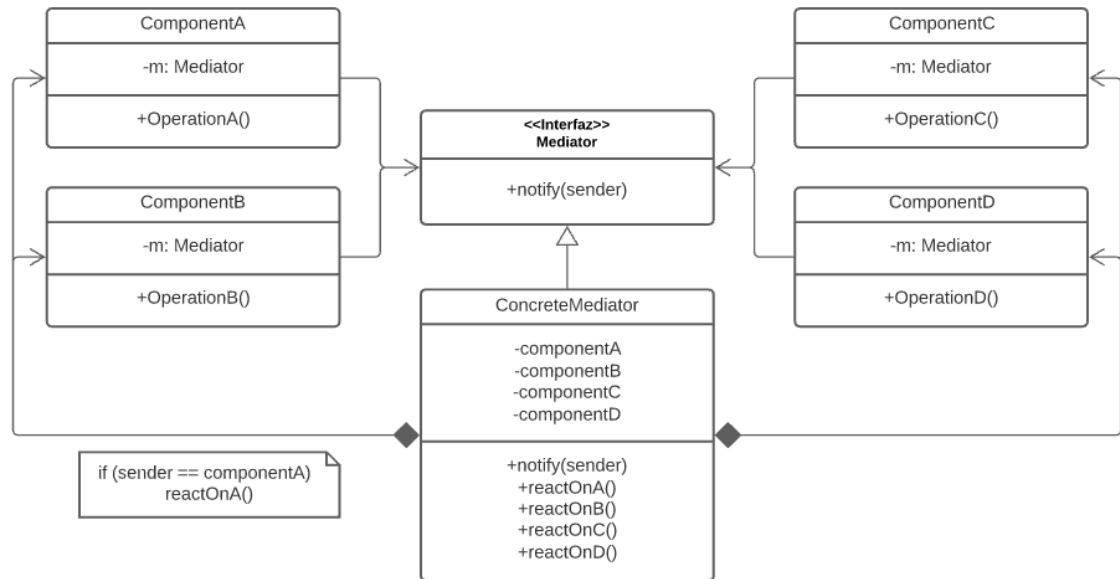 ComponentA
-m: Mediator
+OperationA()
ComponentB
-m: Mediator
+OperationB()
<<Interfaz>>
Mediator
+notify(sender)
ComponentC
-m: Mediator
+OperationC()
ComponentD
-m: Mediator
+OperationD()
ConcreteMediator
-componentA
-componentB
-componentC
-componentD
+notify(sender)
+reactOnA()
+reactOnB()
+reactOnC()
+reactOnD()
if (sender == componentA)
reactOnA()